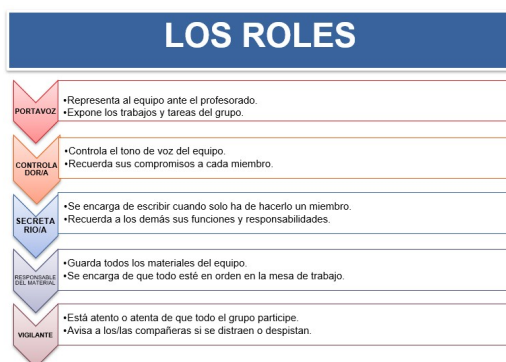 LOS ROLES
PORTAVOZ
•Representa al equipo ante el profesorado.
•Expone los trabajos y tareas del grupo.
CONTROLA
DOR/A
•Controla el tono de voz del equipo.
•Recuerda sus compromisos a cada miembro.
SECRETA
RIO/A
•Se encarga de escribir cuando solo ha de hacerlo un miembro.
•Recuerda a los demás sus funciones y responsabilidades.
RESPONSABLE
DEL MATERIAL
•Guarda todos los materiales del equipo.
•Se encarga de que todo esté en orden en la mesa de trabajo.
VIGILANTE
•Está atento o atenta de que todo el grupo participe.
•Avisa a los/las compañeras si se distraen o despistan.